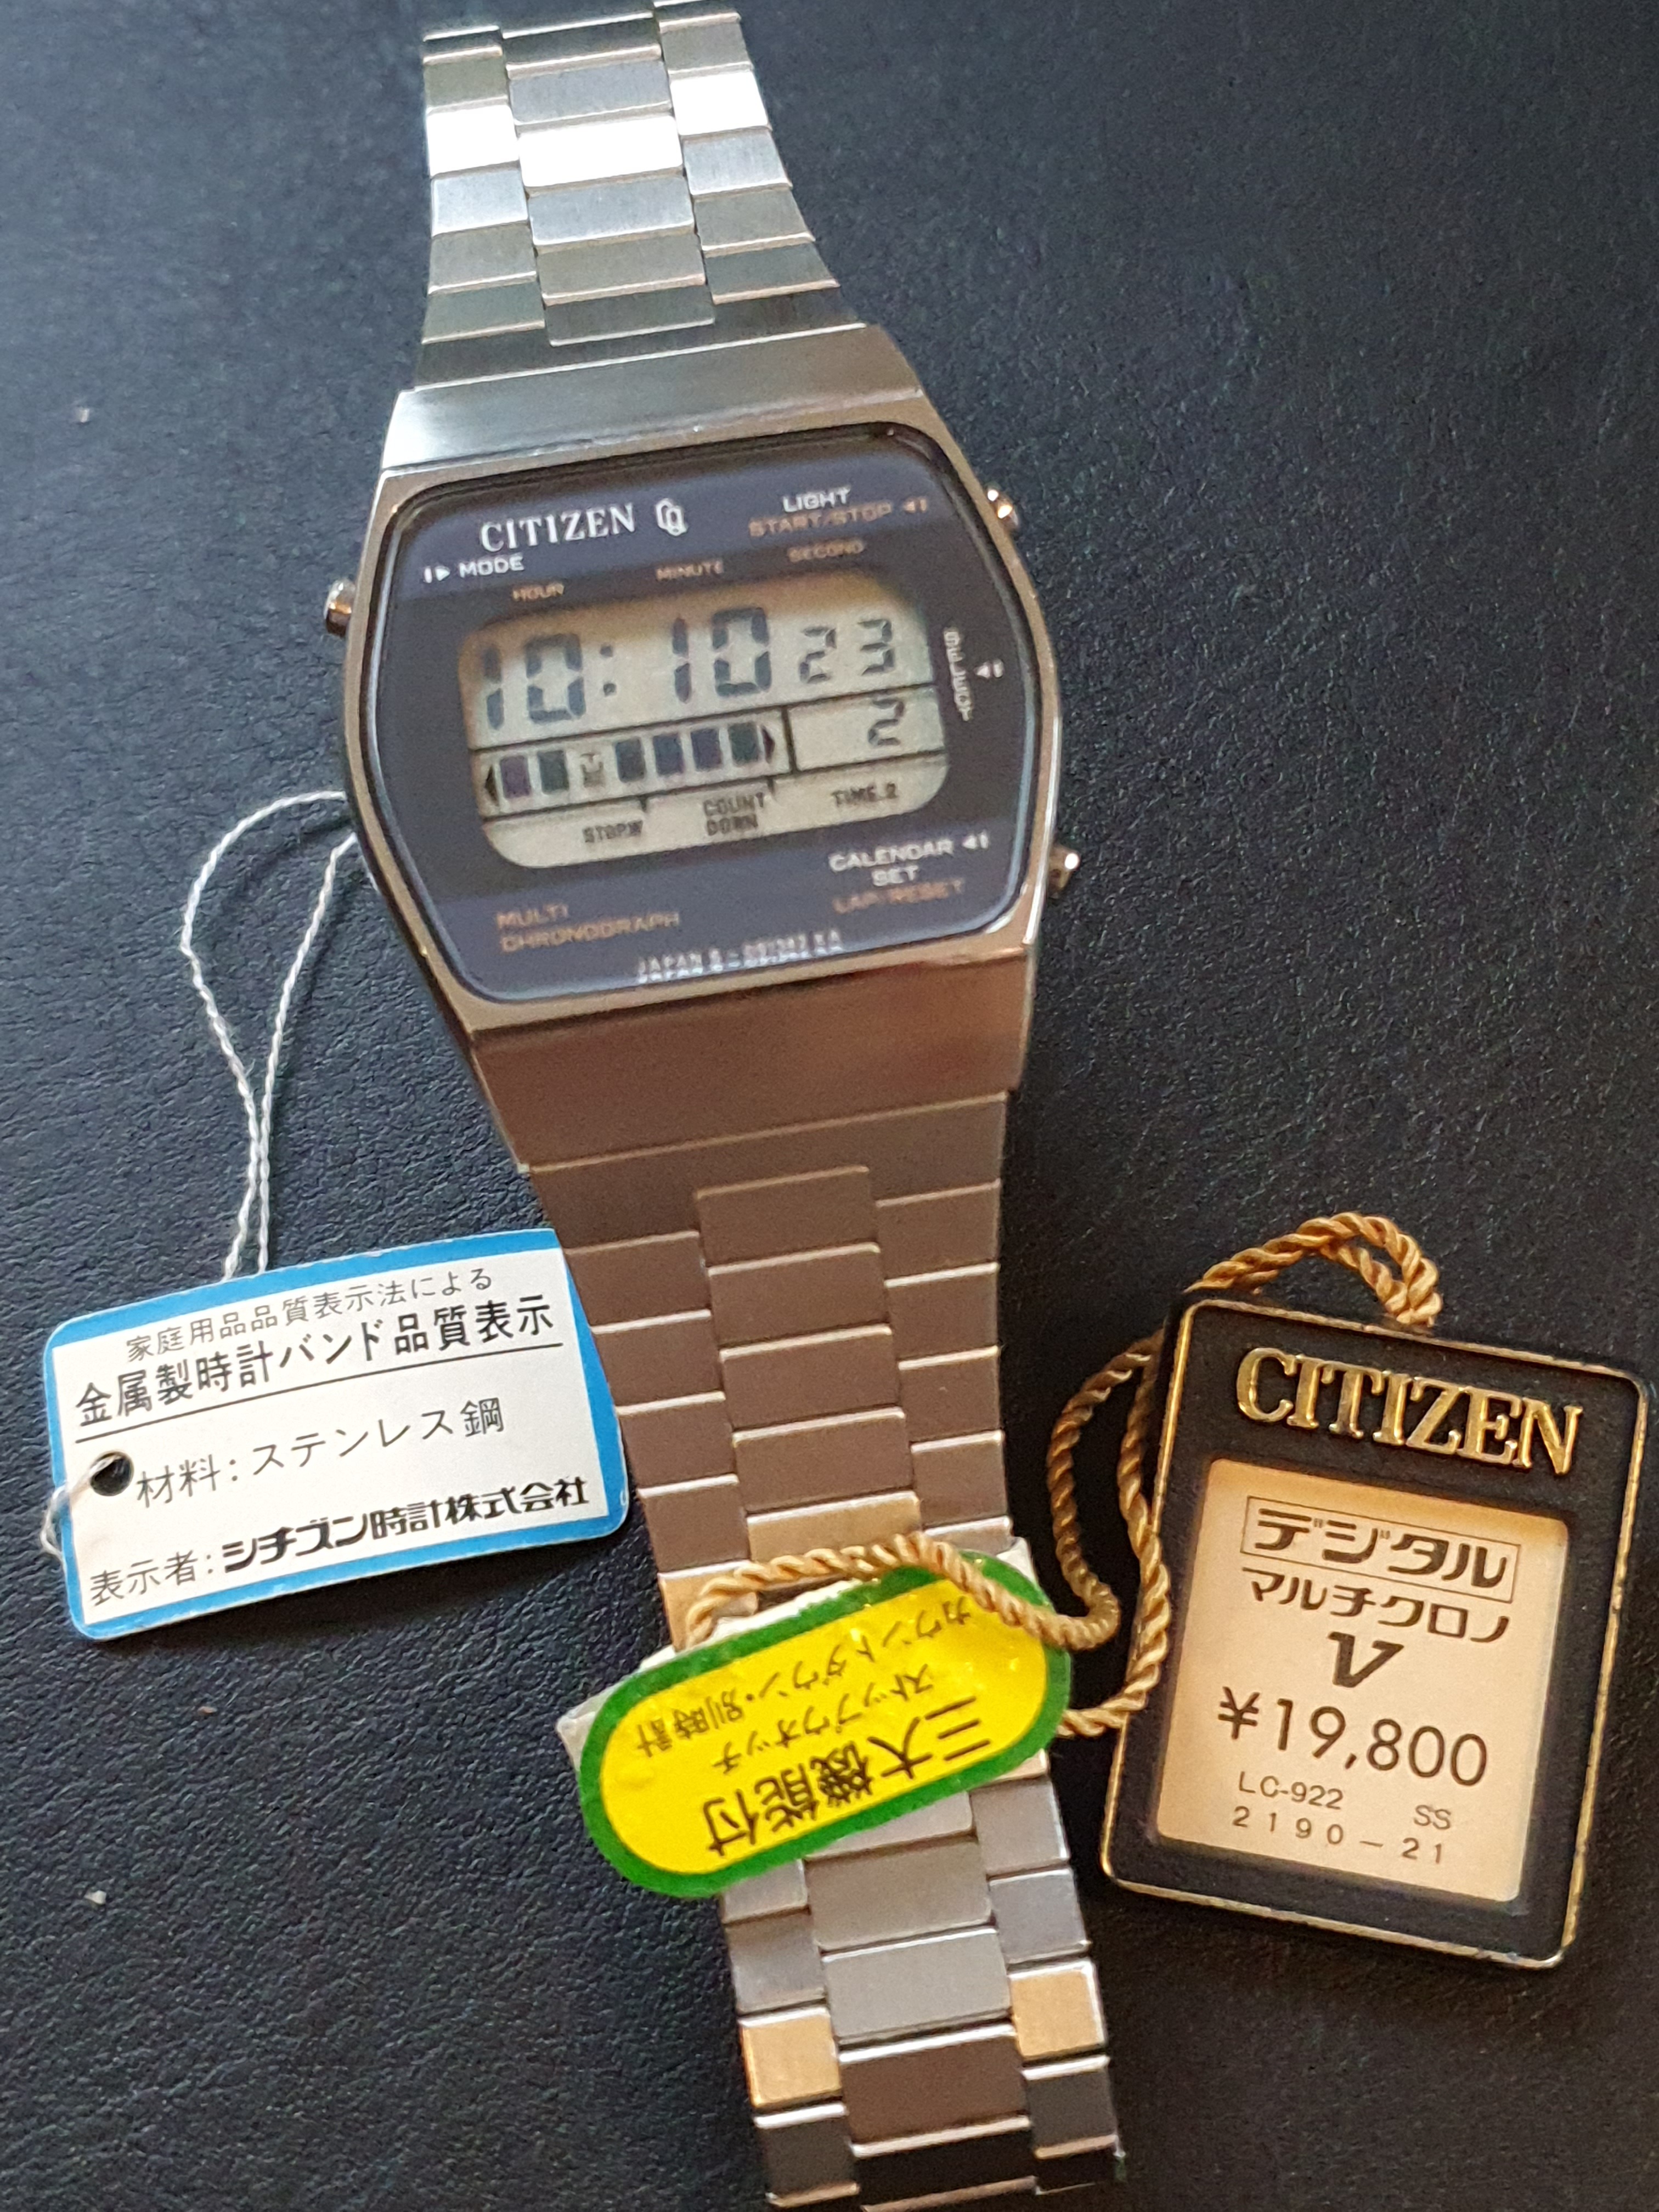 CITIZEN CQ
LIGHT
START/STOP
MODE
HOUR
MINUTE
SECOND
10:10 23
SELECT
2
STOPW
COUNT
DOWN
TIME.2
CALENDAR
SET
LAP/RESET
MULTI
CHRONOGRAPH
JAPAN
家庭用品品質表示法による
金属製時計バンド品質表示
材料:ステンレス鋼
表示者:シチズン時計株式会社
三大機能付
ストップウオッチ
カウントダウン・別時計
CITIZEN
デジタル
マルチクロノ
V
¥19,800
LC-922 SS
2190-21